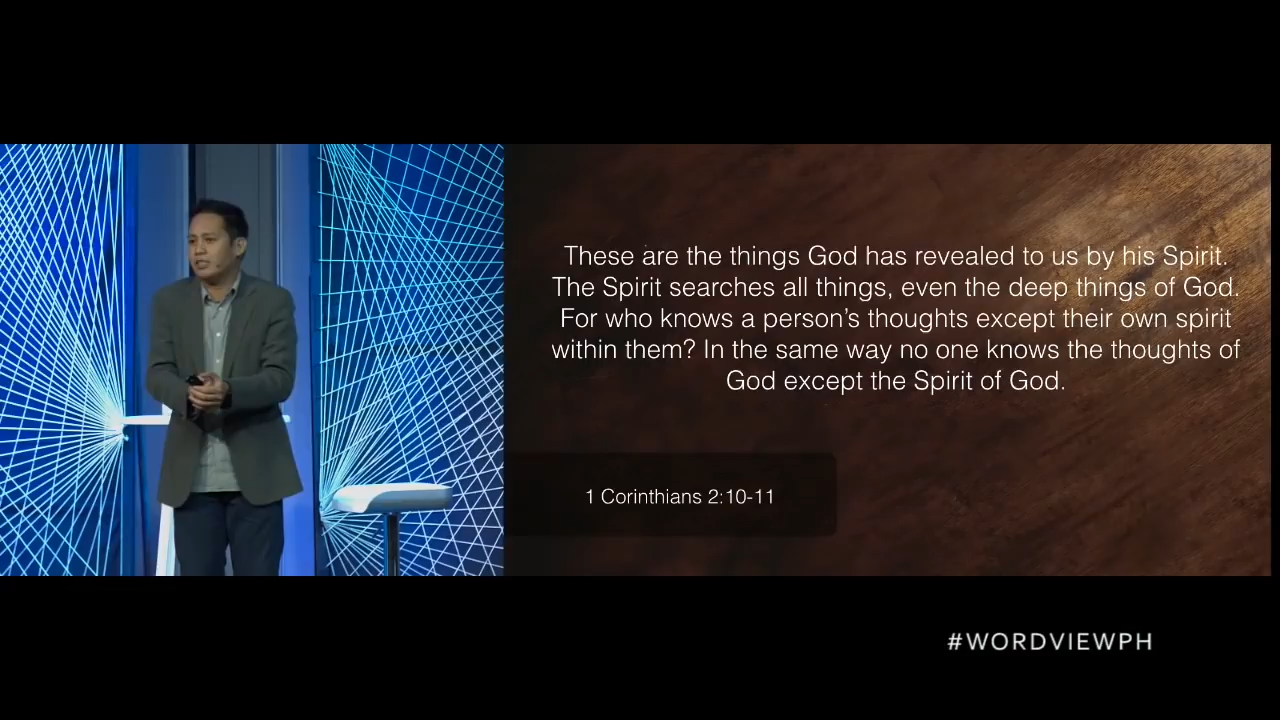 These are the things God has revealed to us by his Spirit.
The Spirit searches all things, even the deep things of God.
For who knows a person’s thoughts except their own spirit
within them? In the same way no one knows the thoughts of
God except the Spirit of God.
1 Corinthians 2:10-11
#WORDVIEWPH